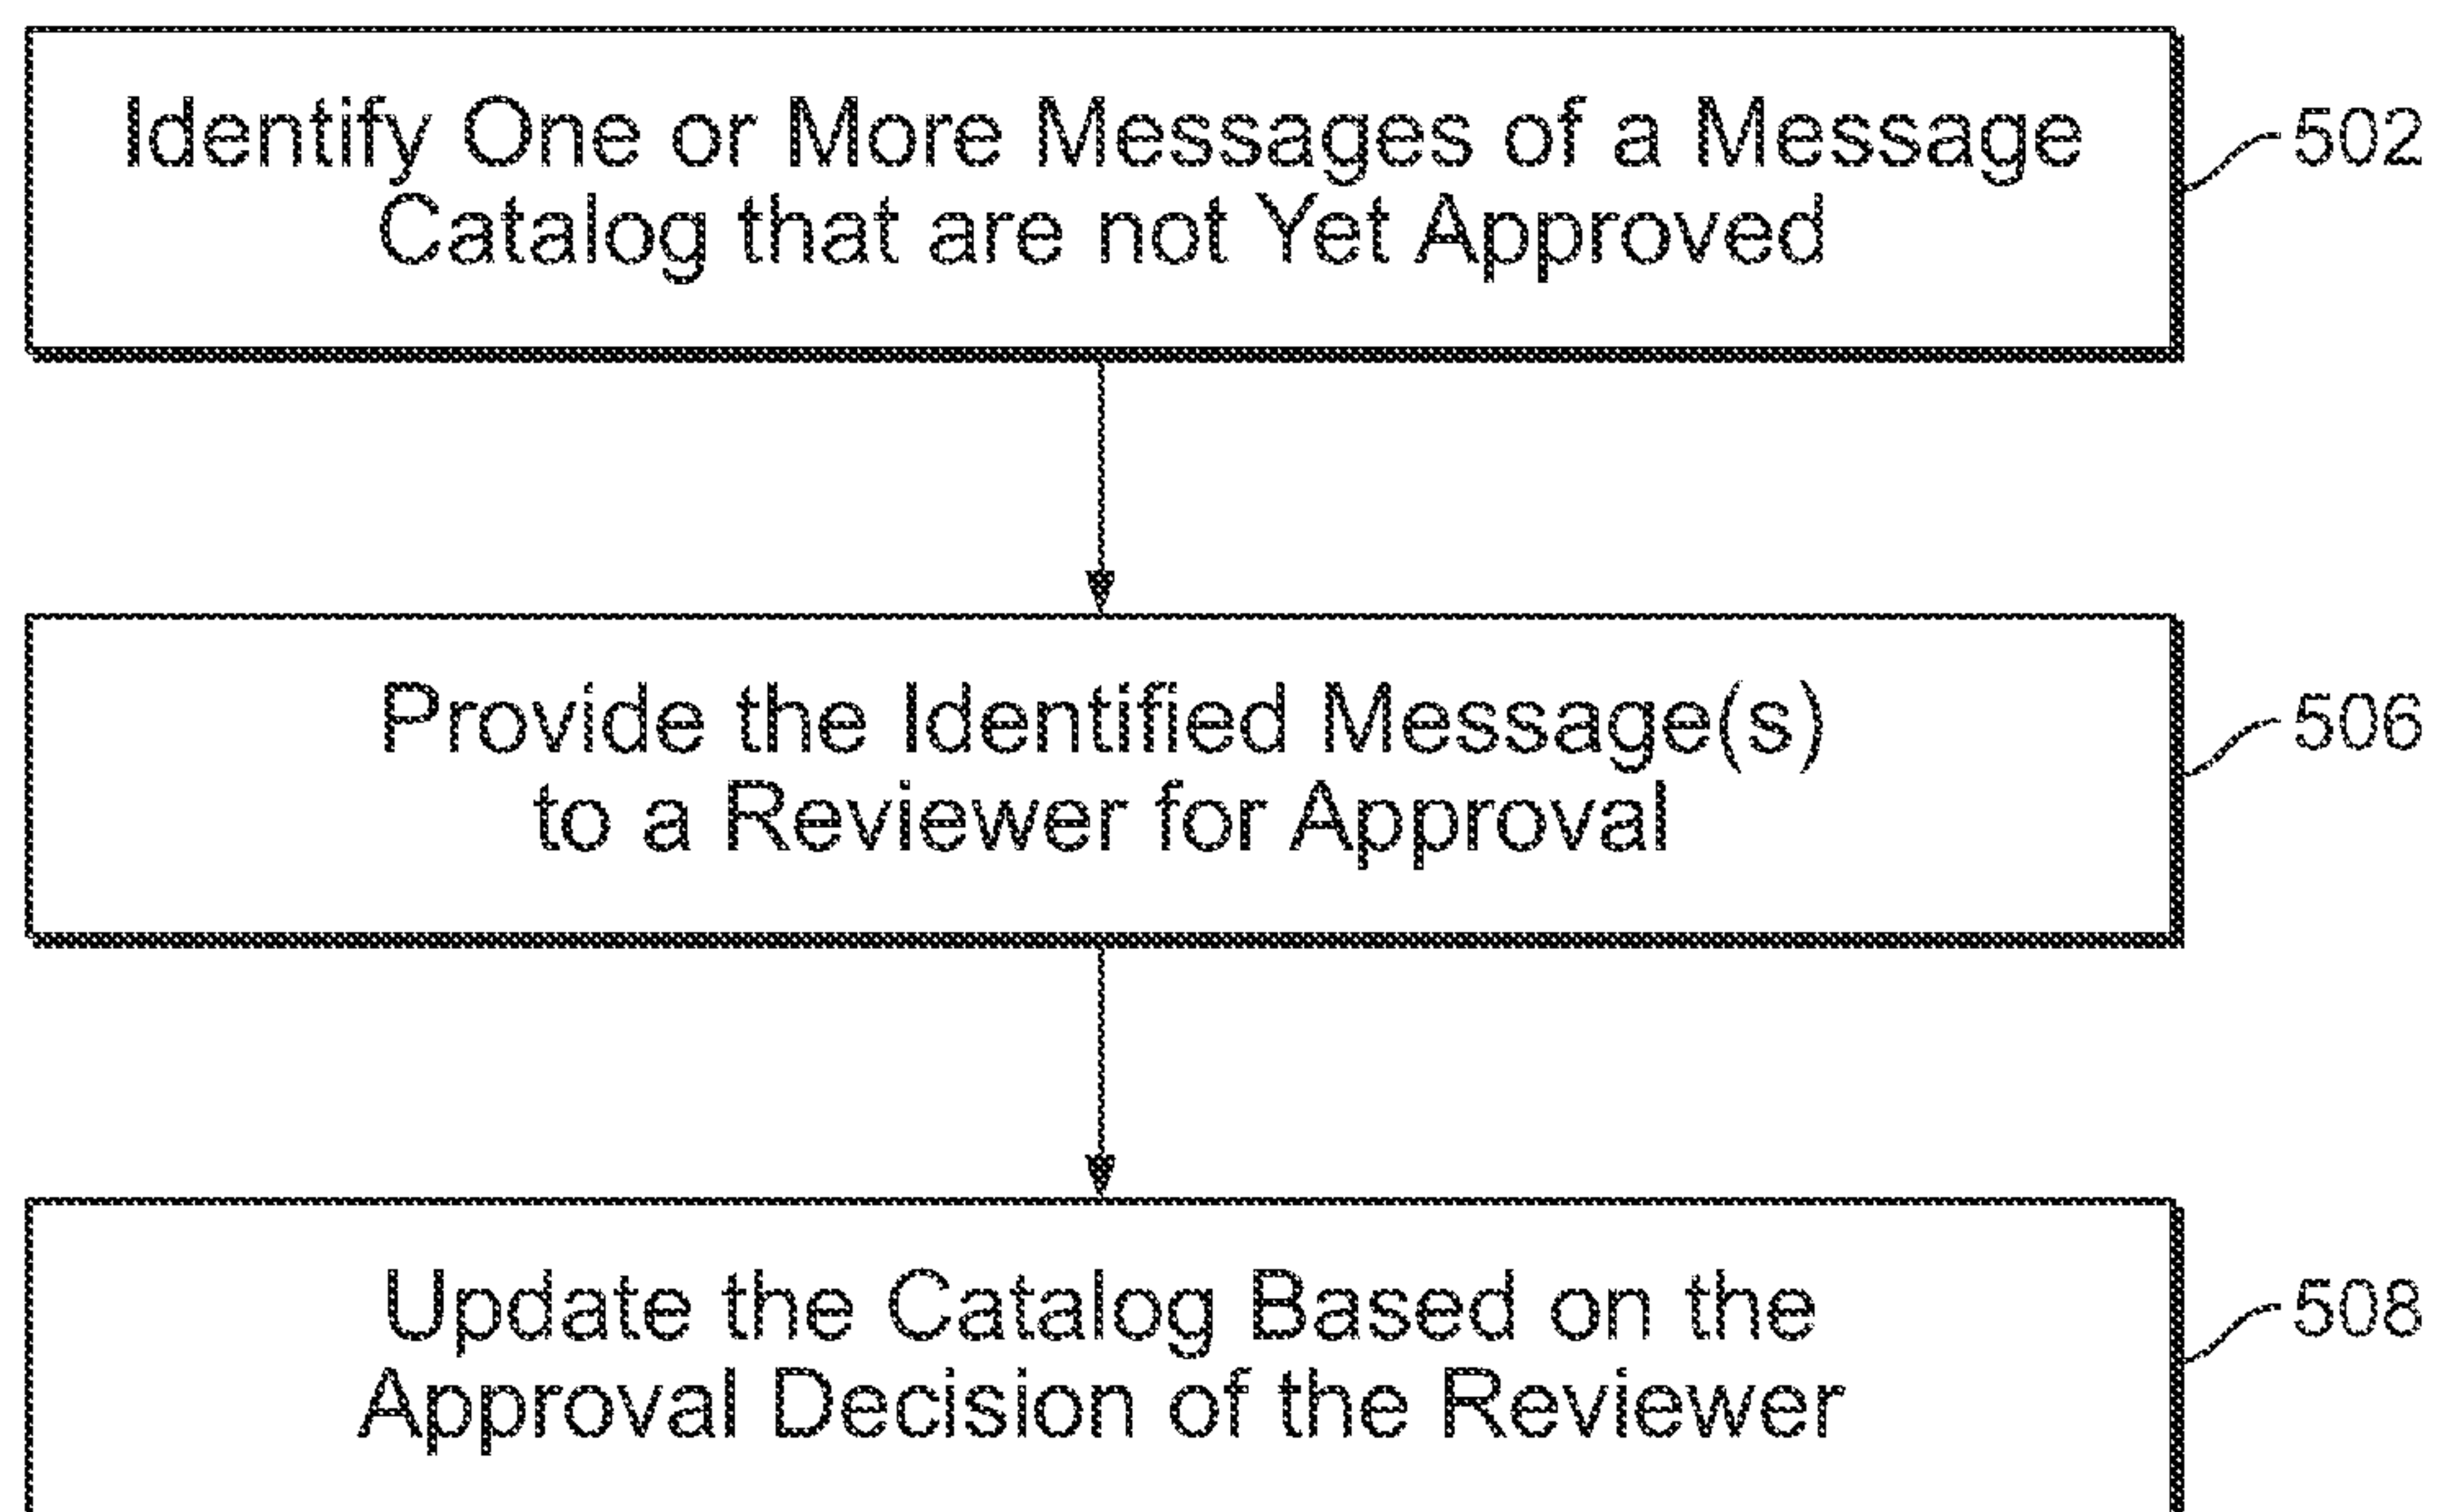 Identify One or More Messages of a Message
Catalog that are not Yet Approved
502
Provide the Identified Message(s)
to a Reviewer for Approval
506
Update the Catalog Based on the
Approval Decision of the Reviewer
508